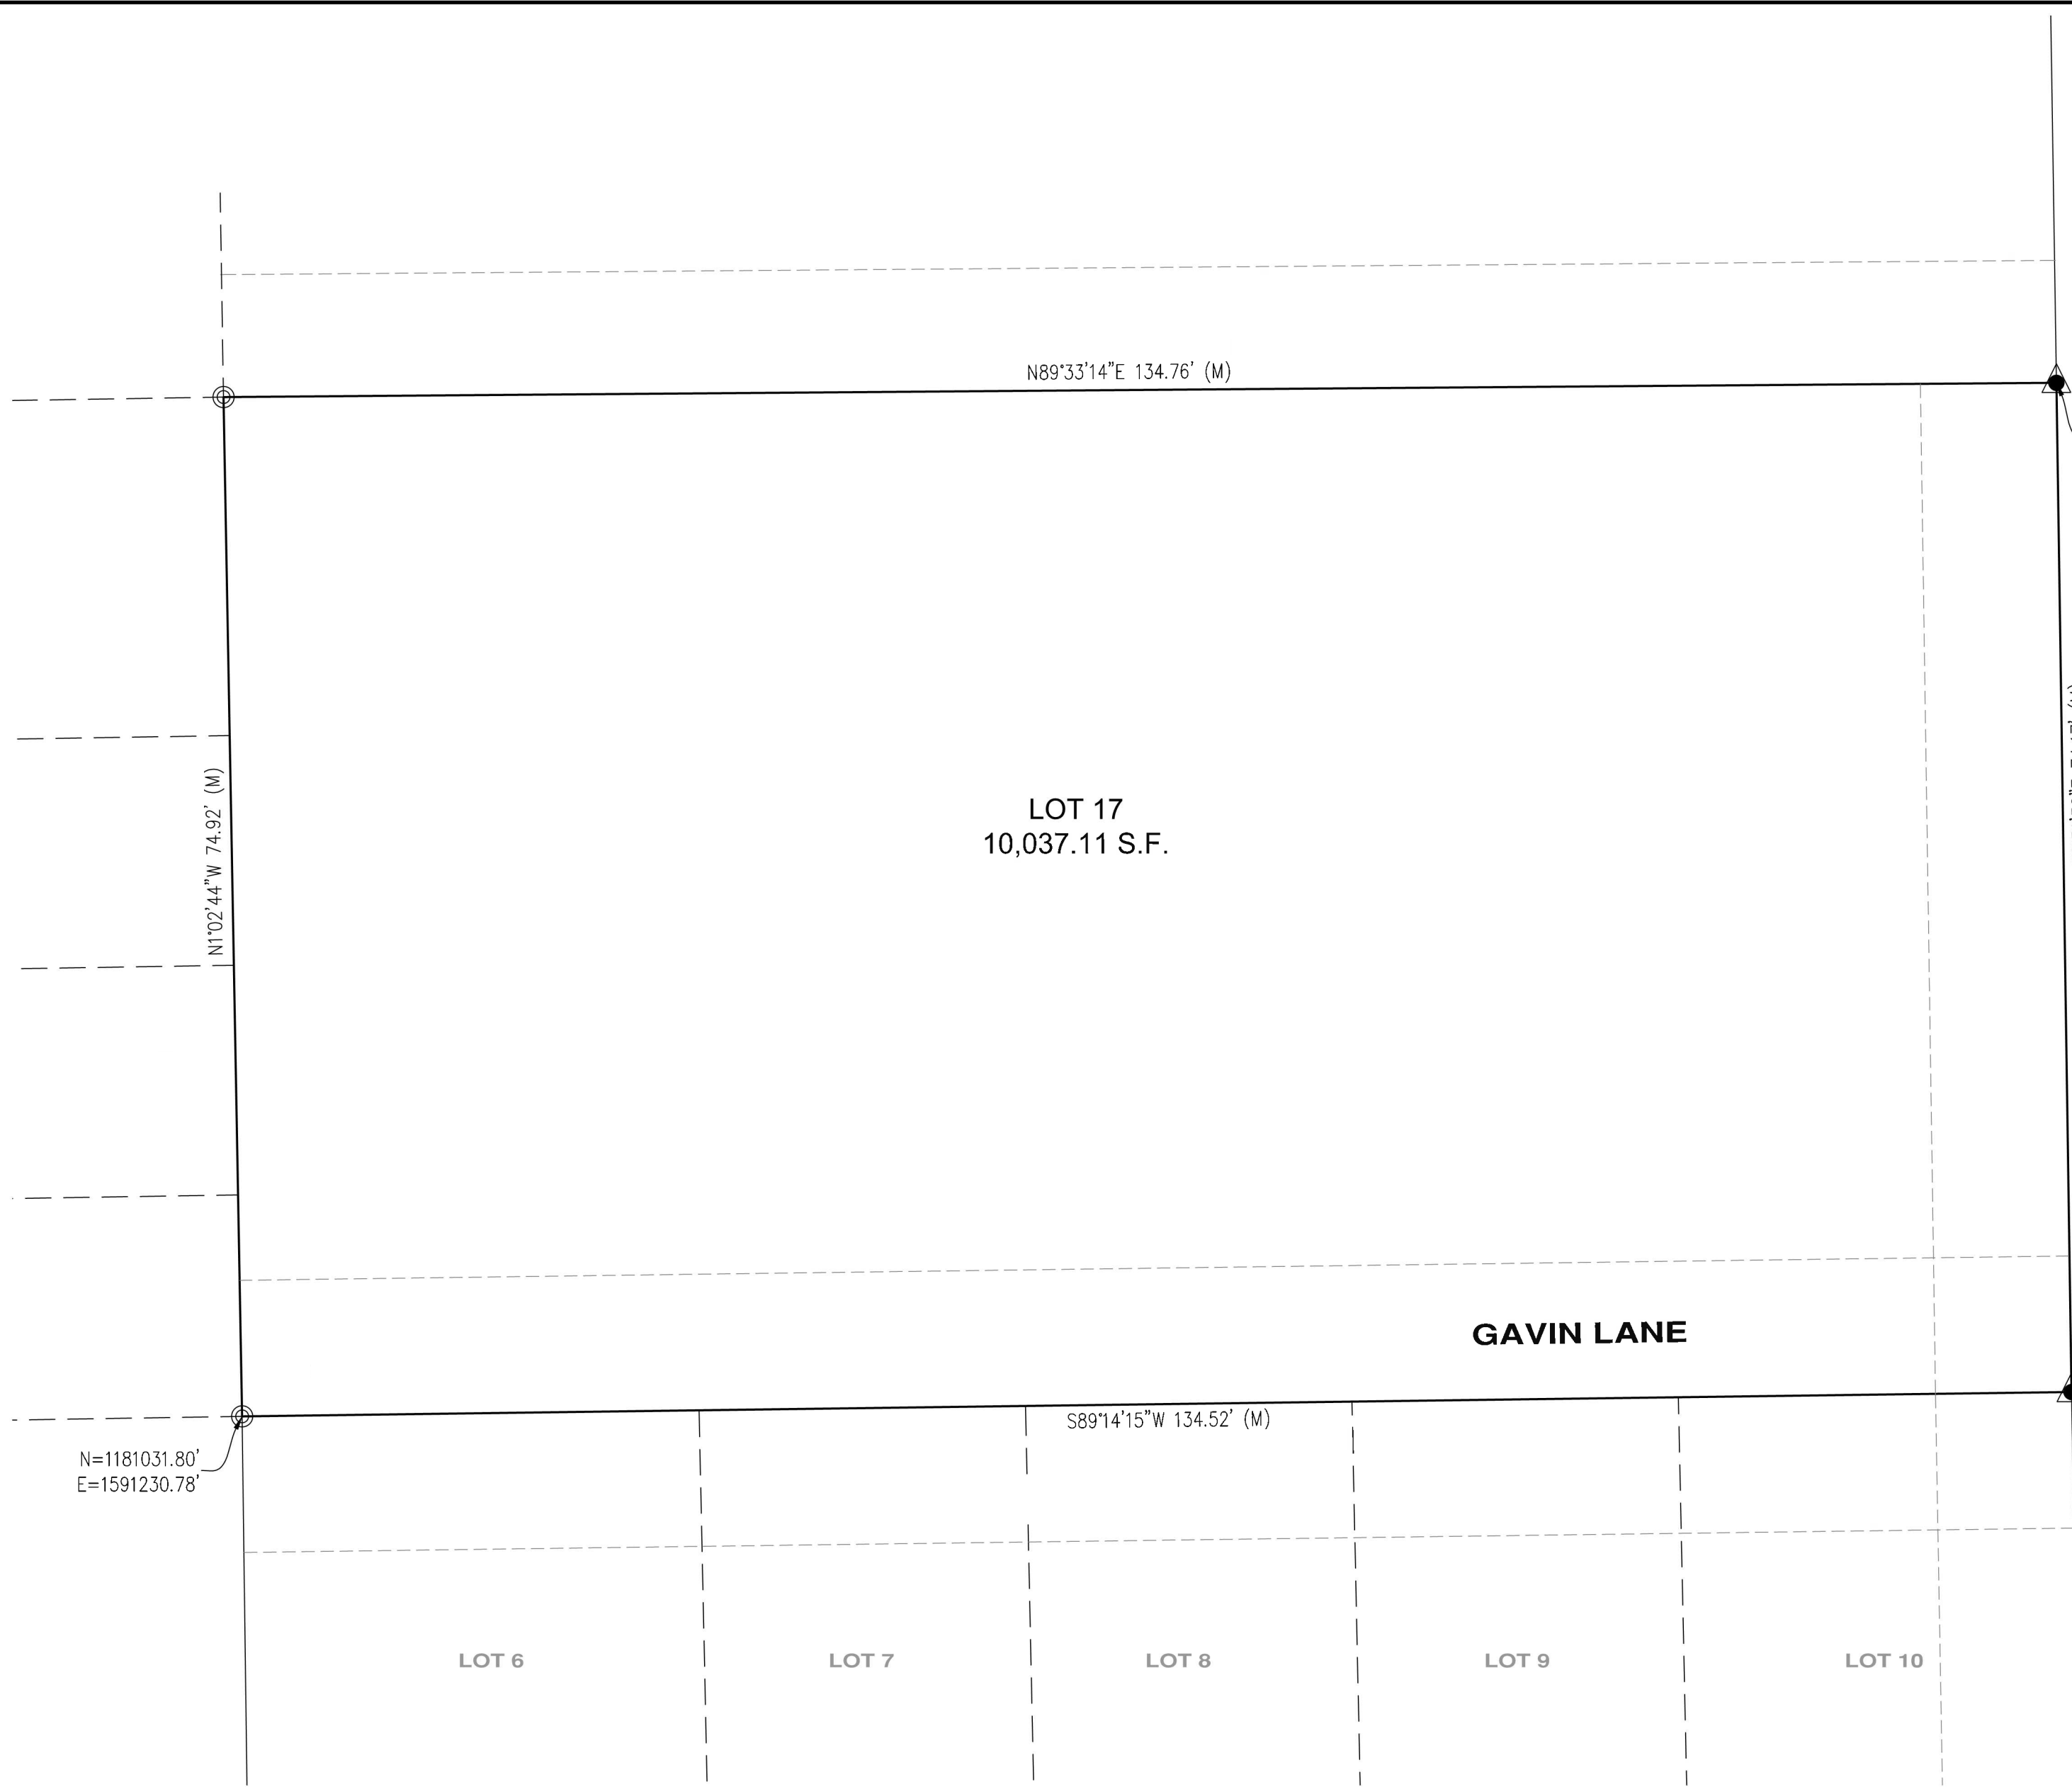 N89°33'14"E 134.76' (M)
N1°02'44"W 74.92' (M)
LOT 17
10,037.11 S.F.
GAVIN LANE
S89°14'15"W 134.52' (M)
N=1181031.80'
E=1591230.78'
LOT 6
LOT 7
LOT 8
LOT 9
LOT 10